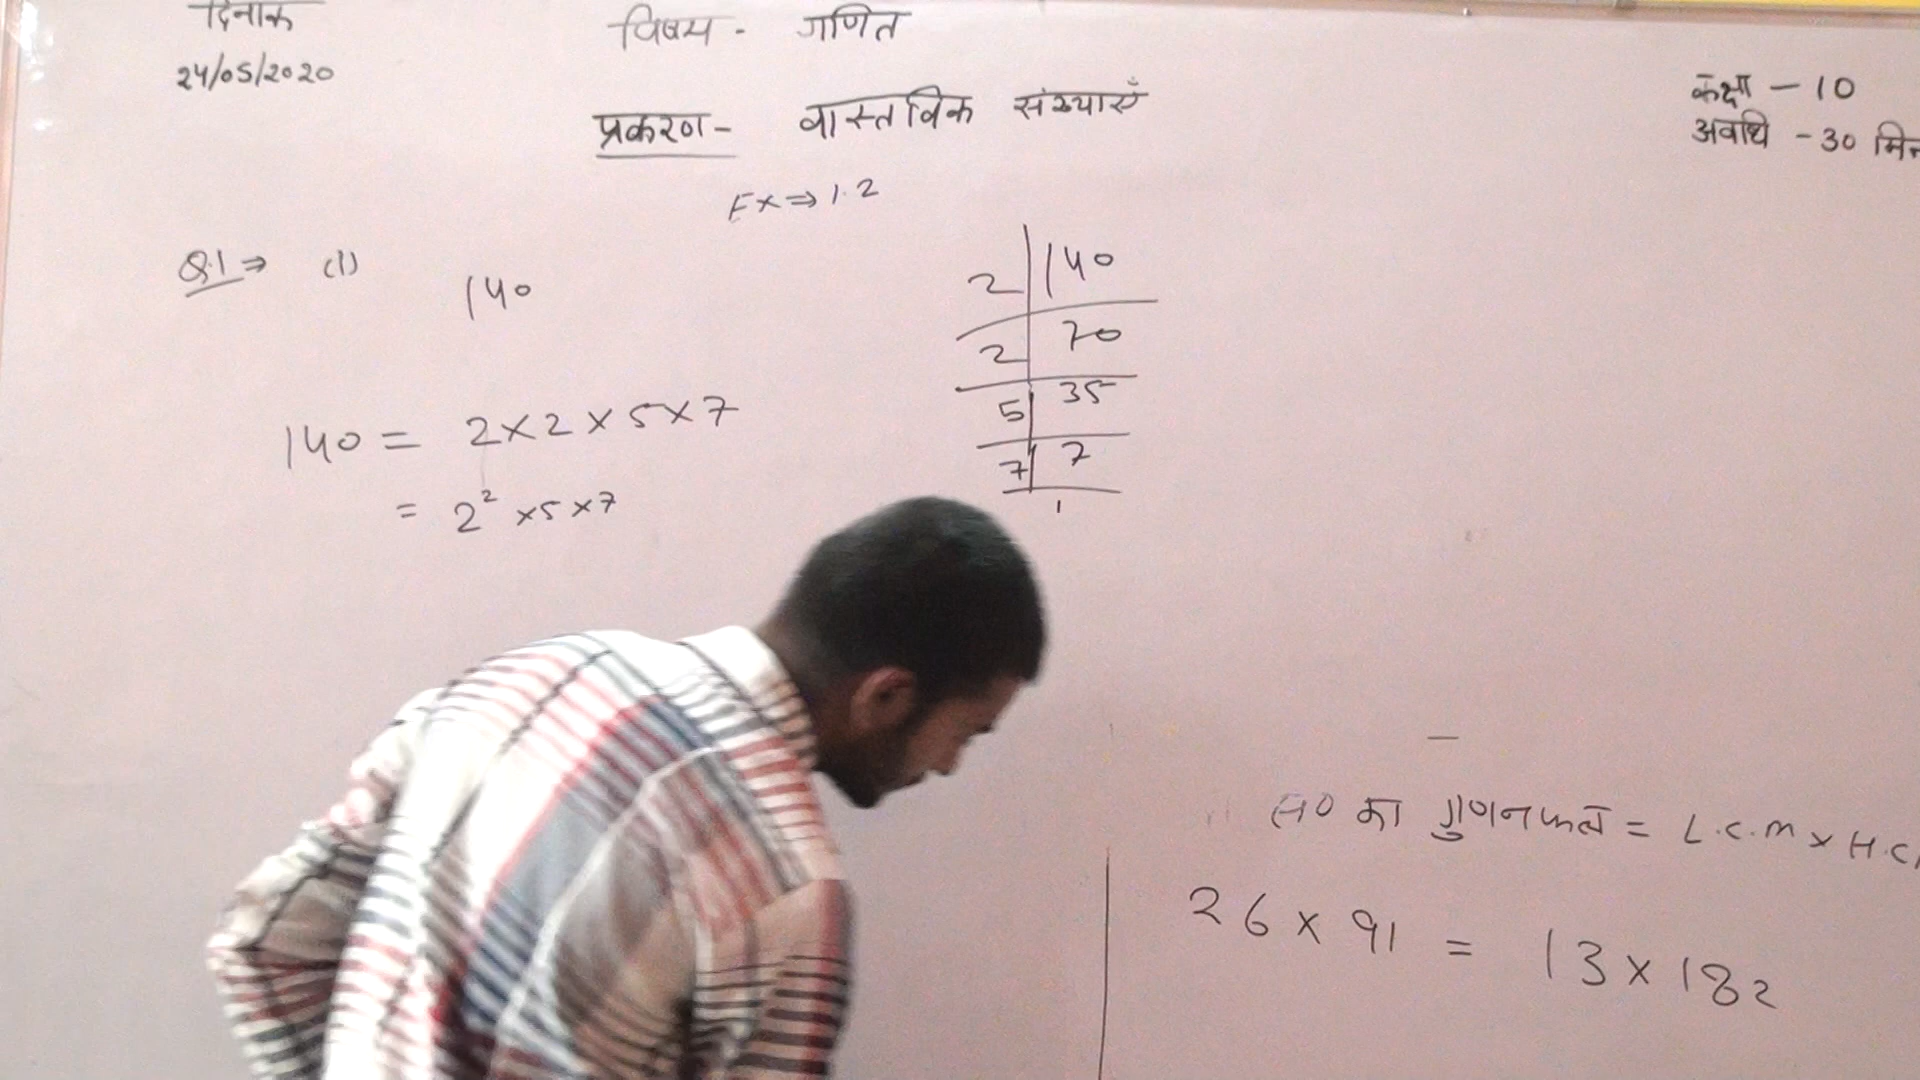 दिनांक
24/05/2020
विषय - गणित
प्रकरण - वास्तविक संख्याएँ
कक्षा - 10
अवधि - 30
Ex ⇒ 1.2
Q.1 ⇒ (1) 140
140 = 2 × 2 × 5 × 7
= 2² × 5 × 7
2 | 140
2 | 70
5 | 35
7 | 7
1
का गुणनफल = L.C.M × H.C
26 × 91 = 13 × 182